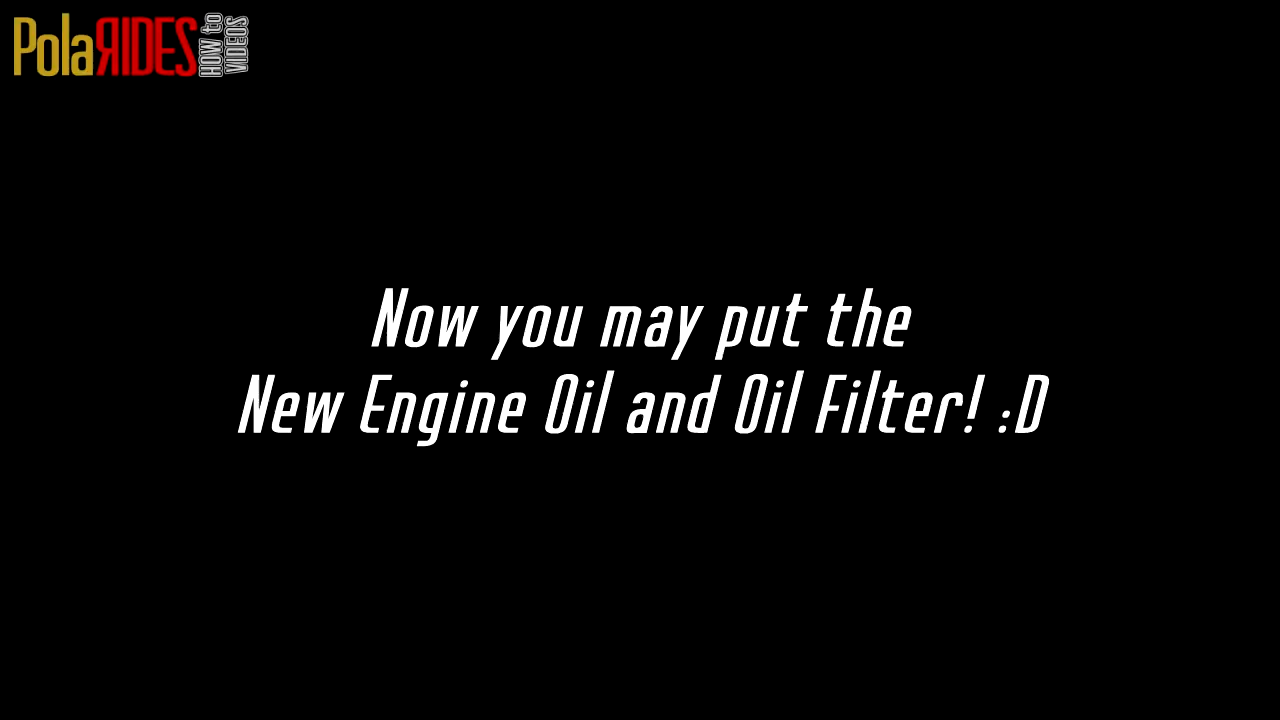 PolaRIDES HOW to VIDEOS
Now you may put the
New Engine Oil and Oil Filter! :D